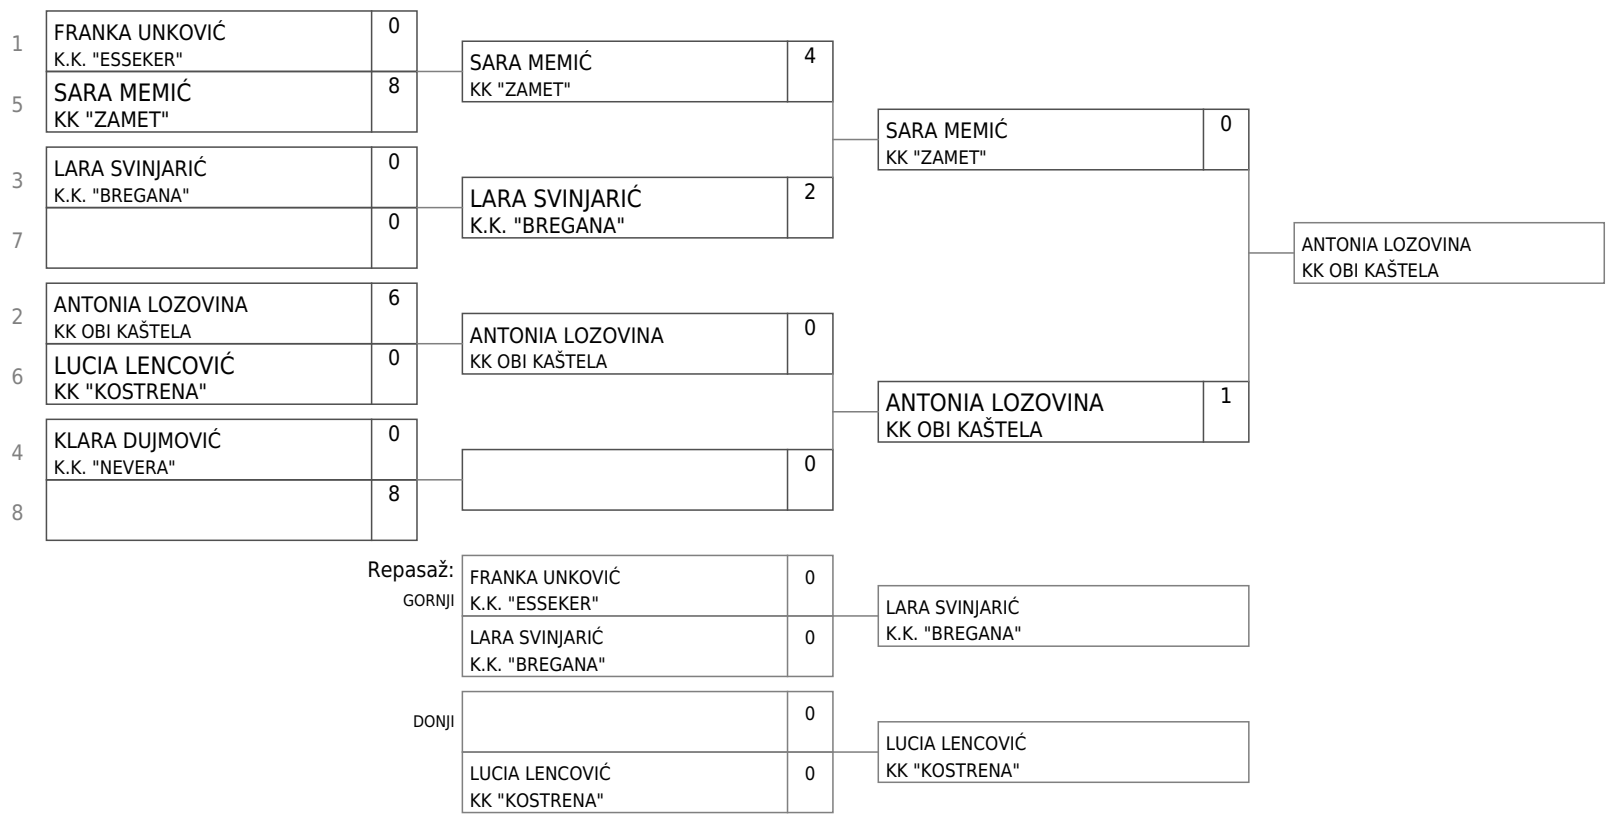 1
FRANKA UNKOVIĆ
K.K. "ESSEKER"
0
5
SARA MEMIĆ
KK "ZAMET"
8
3
LARA SVINJARIĆ
K.K. "BREGANA"
0
7
0
2
ANTONIA LOZOVINA
KK OBI KAŠTELA
6
6
LUCIA LENCOVIĆ
KK "KOSTRENA"
0
4
KLARA DUJMOVIĆ
K.K. "NEVERA"
0
8
8
SARA MEMIĆ
KK "ZAMET"
4
LARA SVINJARIĆ
K.K. "BREGANA"
2
ANTONIA LOZOVINA
KK OBI KAŠTELA
0
0
SARA MEMIĆ
KK "ZAMET"
0
ANTONIA LOZOVINA
KK OBI KAŠTELA
1
ANTONIA LOZOVINA
KK OBI KAŠTELA
Repasaž:
GORNJI
FRANKA UNKOVIĆ
K.K. "ESSEKER"
0
LARA SVINJARIĆ
K.K. "BREGANA"
0
LARA SVINJARIĆ
K.K. "BREGANA"
DONJI
0
LUCIA LENCOVIĆ
KK "KOSTRENA"
0
LUCIA LENCOVIĆ
KK "KOSTRENA"